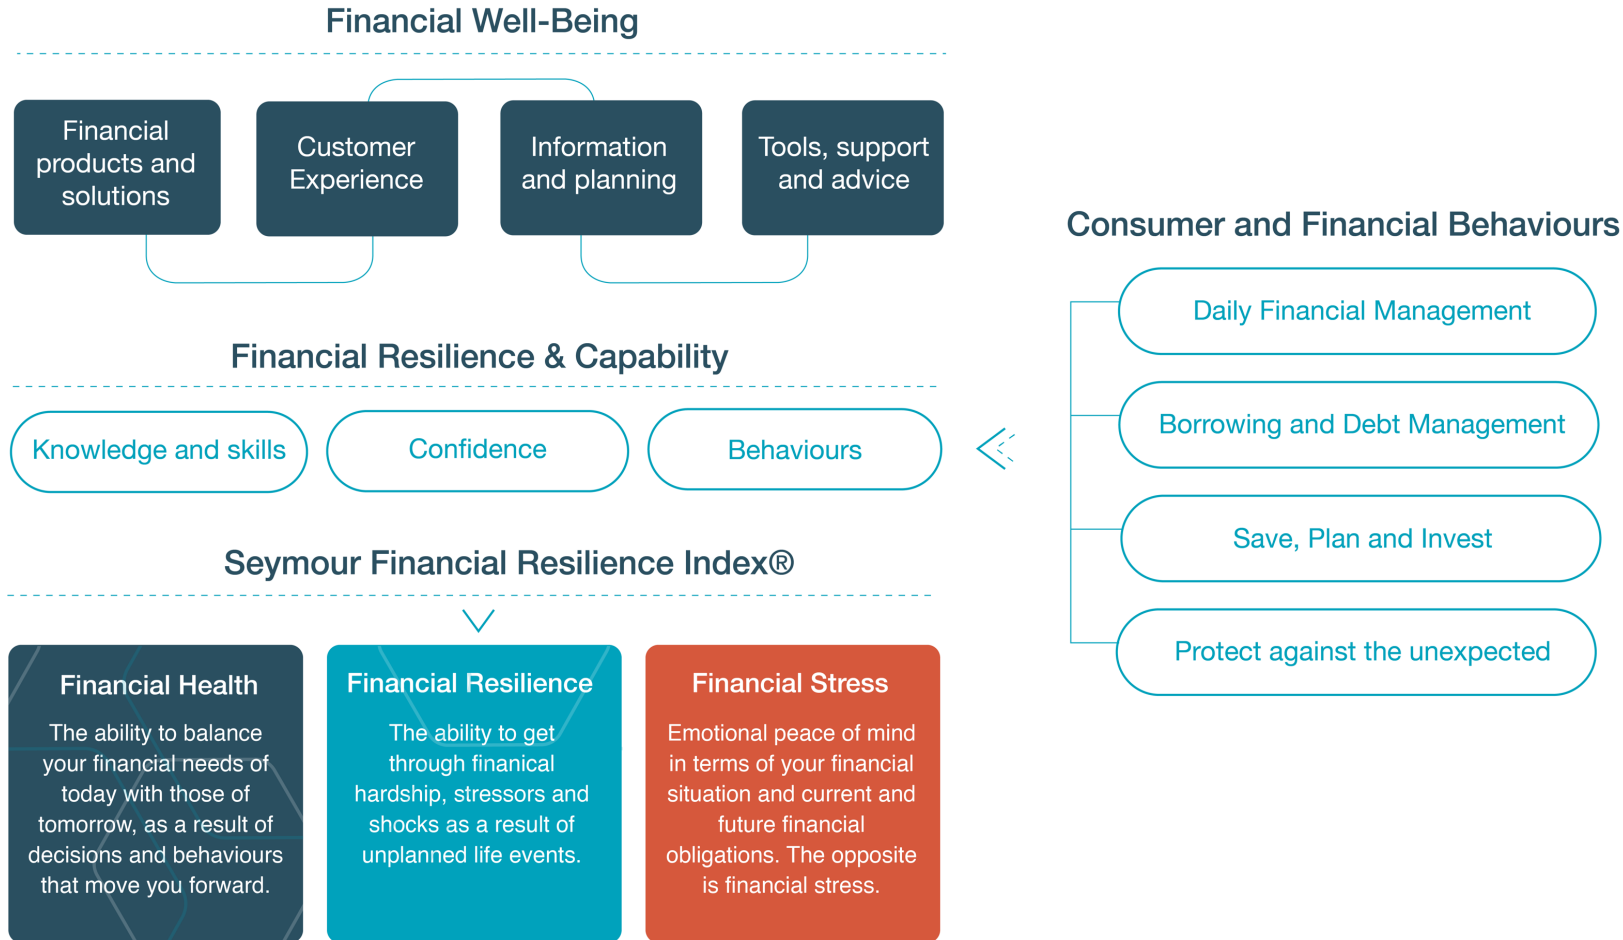 Financial Well-Being
Financial
products and
solutions
Customer
Experience
Information
and planning
Tools, support
and advice
Financial Resilience & Capability
Knowledge and skills
Confidence
Behaviours
Seymour Financial Resilience Index®
Financial Health
The ability to balance
your financial needs of
today with those of
tomorrow, as a result of
decisions and behaviours
that move you forward.
Financial Resilience
The ability to get
through finanical
hardship, stressors and
shocks as a result of
unplanned life events.
Financial Stress
Emotional peace of mind
in terms of your financial
situation and current and
future financial
obligations. The opposite
is financial stress.
Consumer and Financial Behaviours
Daily Financial Management
Borrowing and Debt Management
Save, Plan and Invest
Protect against the unexpected